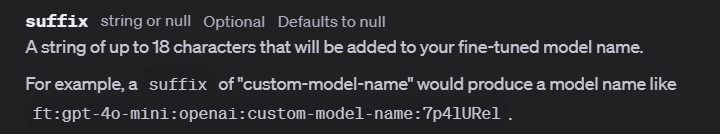 suffix string or null Optional Defaults to null
A string of up to 18 characters that will be added to your fine-tuned model name.
For example, a suffix of "custom-model-name" would produce a model name like
ft:gpt-4o-mini:openai:custom-model-name:7p4lURel .